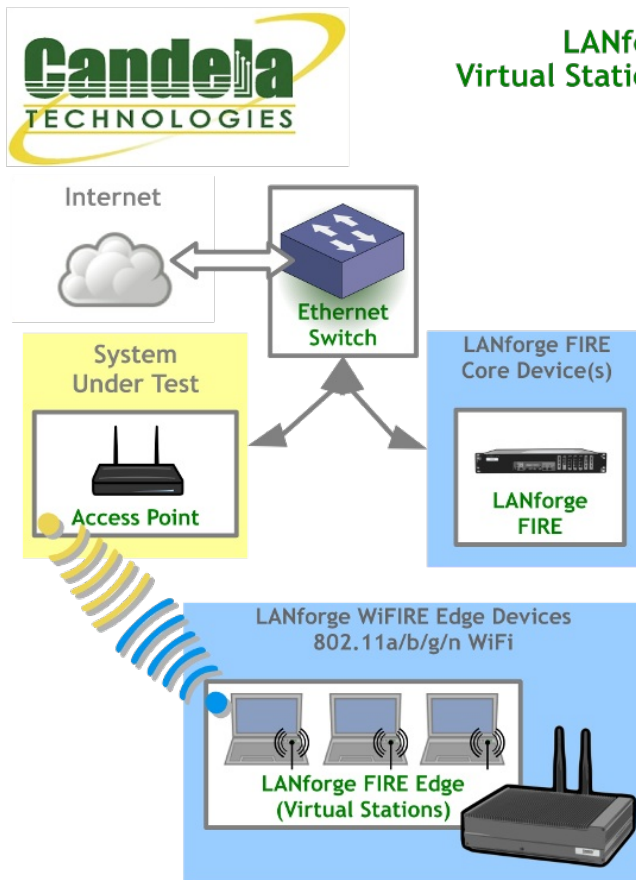 Candela
TECHNOLOGIES
LANfo
Virtual Statio
Internet
Ethernet
Switch
System
Under Test
Access Point
LANforge FIRE
Core Device(s)
LANforge
FIRE
LANforge WiFIRE Edge Devices
802.11a/b/g/n WiFi
LANforge FIRE Edge
(Virtual Stations)